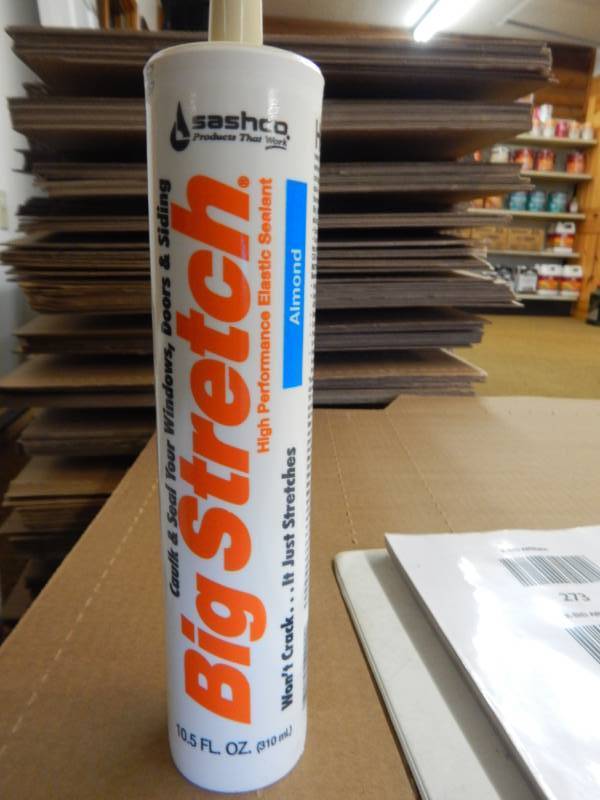 sashco®
Products That Work
Caulk & Seal Your Windows, Doors & Siding
Big Stretch®
High Performance Elastic Sealant
Almond
Won't Crack...It Just Stretches
10.5 FL. OZ. (310 mL)
273